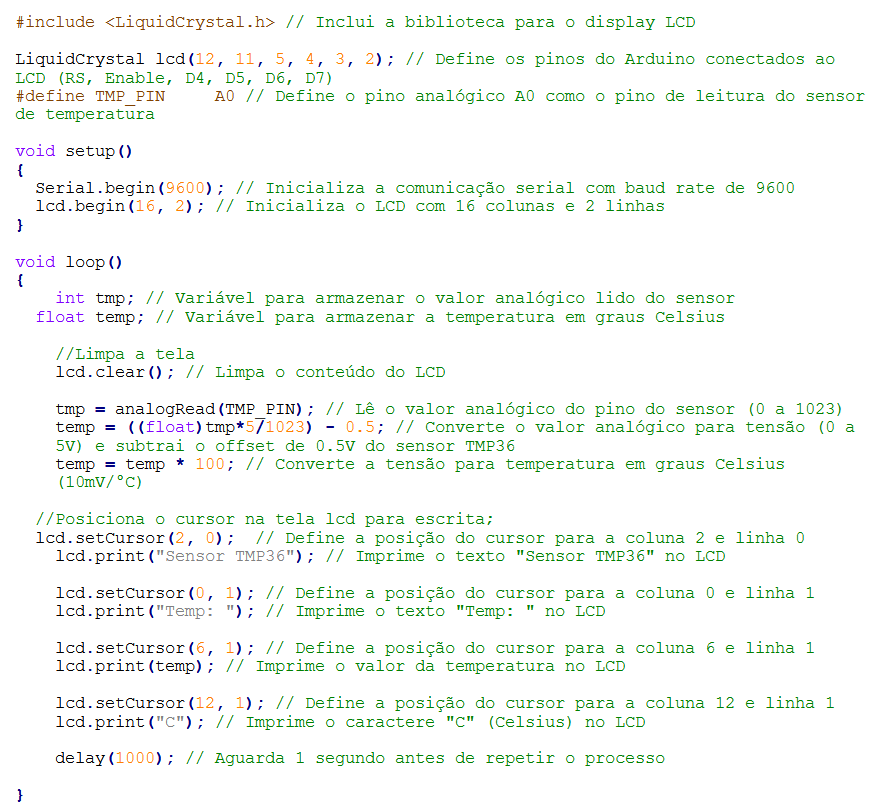 #include <LiquidCrystal.h> // Inclui a biblioteca para o display LCD
LiquidCrystal lcd(12, 11, 5, 4, 3, 2); // Define os pinos do Arduino conectados ao
LCD (RS, Enable, D4, D5, D6, D7)
#define TMP_PIN     A0 // Define o pino analógico A0 como o pino de leitura do sensor
de temperatura
void setup()
{
  Serial.begin(9600); // Inicializa a comunicação serial com baud rate de 9600
  lcd.begin(16, 2); // Inicializa o LCD com 16 colunas e 2 linhas
}
void loop()
{
    int tmp; // Variável para armazenar o valor analógico lido do sensor
  float temp; // Variável para armazenar a temperatura em graus Celsius
    //Limpa a tela
    lcd.clear(); // Limpa o conteúdo do LCD
    tmp = analogRead(TMP_PIN); // Lê o valor analógico do pino do sensor (0 a 1023)
    temp = ((float)tmp*5/1023) - 0.5; // Converte o valor analógico para tensão (0 a
    5V) e subtrai o offset de 0.5V do sensor TMP36
    temp = temp * 100; // Converte a tensão para temperatura em graus Celsius
    (10mV/°C)
  //Posiciona o cursor na tela lcd para escrita;
  lcd.setCursor(2, 0);  // Define a posição do cursor para a coluna 2 e linha 0
    lcd.print("Sensor TMP36"); // Imprime o texto "Sensor TMP36" no LCD
    lcd.setCursor(0, 1); // Define a posição do cursor para a coluna 0 e linha 1
    lcd.print("Temp: "); // Imprime o texto "Temp: " no LCD
    lcd.setCursor(6, 1); // Define a posição do cursor para a coluna 6 e linha 1
    lcd.print(temp); // Imprime o valor da temperatura no LCD
    lcd.setCursor(12, 1); // Define a posição do cursor para a coluna 12 e linha 1
    lcd.print("C"); // Imprime o caractere "C" (Celsius) no LCD
    delay(1000); // Aguarda 1 segundo antes de repetir o processo
}